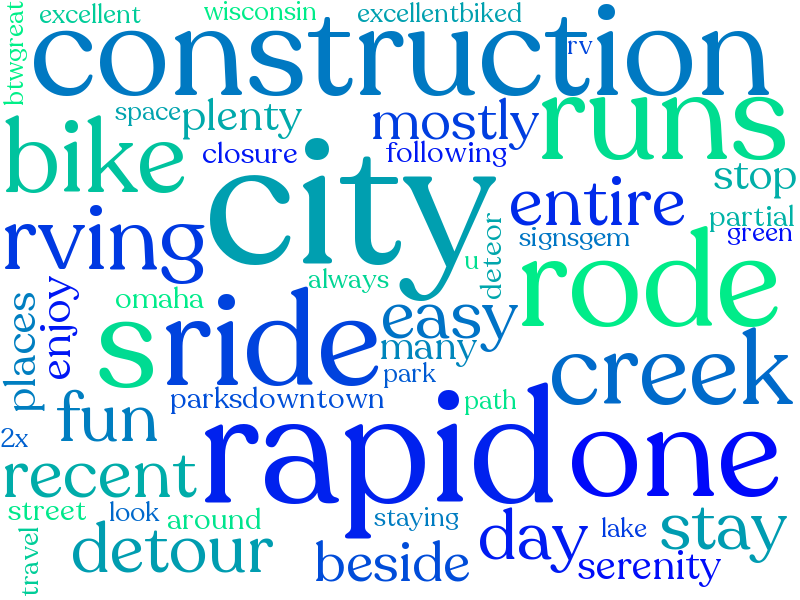 excellent wisconsin excellentbiked
btwgreat
construction
rv
space plenty mostly runs
bike closure following stop
city entire partial
rving signsgem green
deteor u
always
places enjoy omaha s ride easy rode
many
park creek
parksdowntown path
fun
2x rapid one
recent
street look around staying day lake stay
travel detour beside serenity